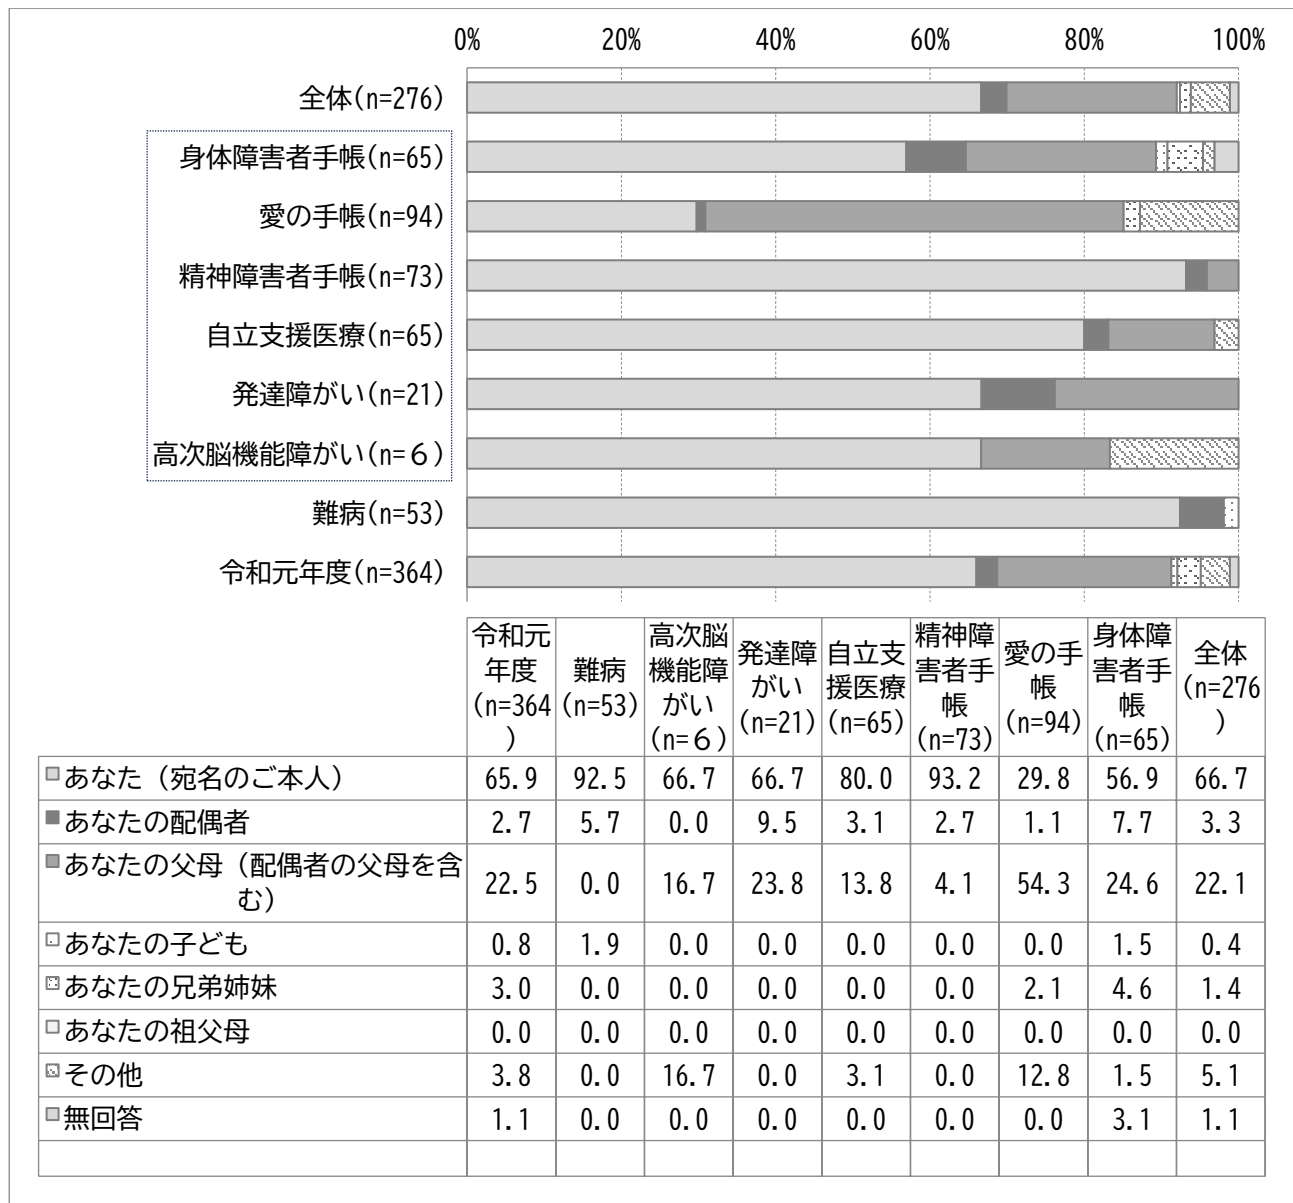 0% 20% 40% 60% 80% 100%
全体(n=276)
身体障害者手帳(n=65)
愛の手帳(n=94)
精神障害者手帳(n=73)
自立支援医療(n=65)
発達障がい(n=21)
高次脳機能障がい(n=６)
難病(n=53)
令和元年度(n=364)
令和元
年度
(n=364
)
難病
(n=53)
高次脳
機能障
がい
(n=６)
発達障
がい
(n=21)
自立支
援医療
(n=65)
精神障
害者手
帳
(n=73)
愛の手
帳
(n=94)
身体障
害者手
帳
(n=65)
全体
(n=276
)
あなた（宛名のご本人） 65.9 92.5 66.7 66.7 80.0 93.2 29.8 56.9 66.7
あなたの配偶者 2.7 5.7 0.0 9.5 3.1 2.7 1.1 7.7 3.3
あなたの父母（配偶者の父母を含
む） 22.5 0.0 16.7 23.8 13.8 4.1 54.3 24.6 22.1
あなたの子ども 0.8 1.9 0.0 0.0 0.0 0.0 0.0 1.5 0.4
あなたの兄弟姉妹 3.0 0.0 0.0 0.0 0.0 0.0 2.1 4.6 1.4
あなたの祖父母 0.0 0.0 0.0 0.0 0.0 0.0 0.0 0.0 0.0
その他 3.8 0.0 16.7 0.0 3.1 0.0 12.8 1.5 5.1
無回答 1.1 0.0 0.0 0.0 0.0 0.0 0.0 3.1 1.1